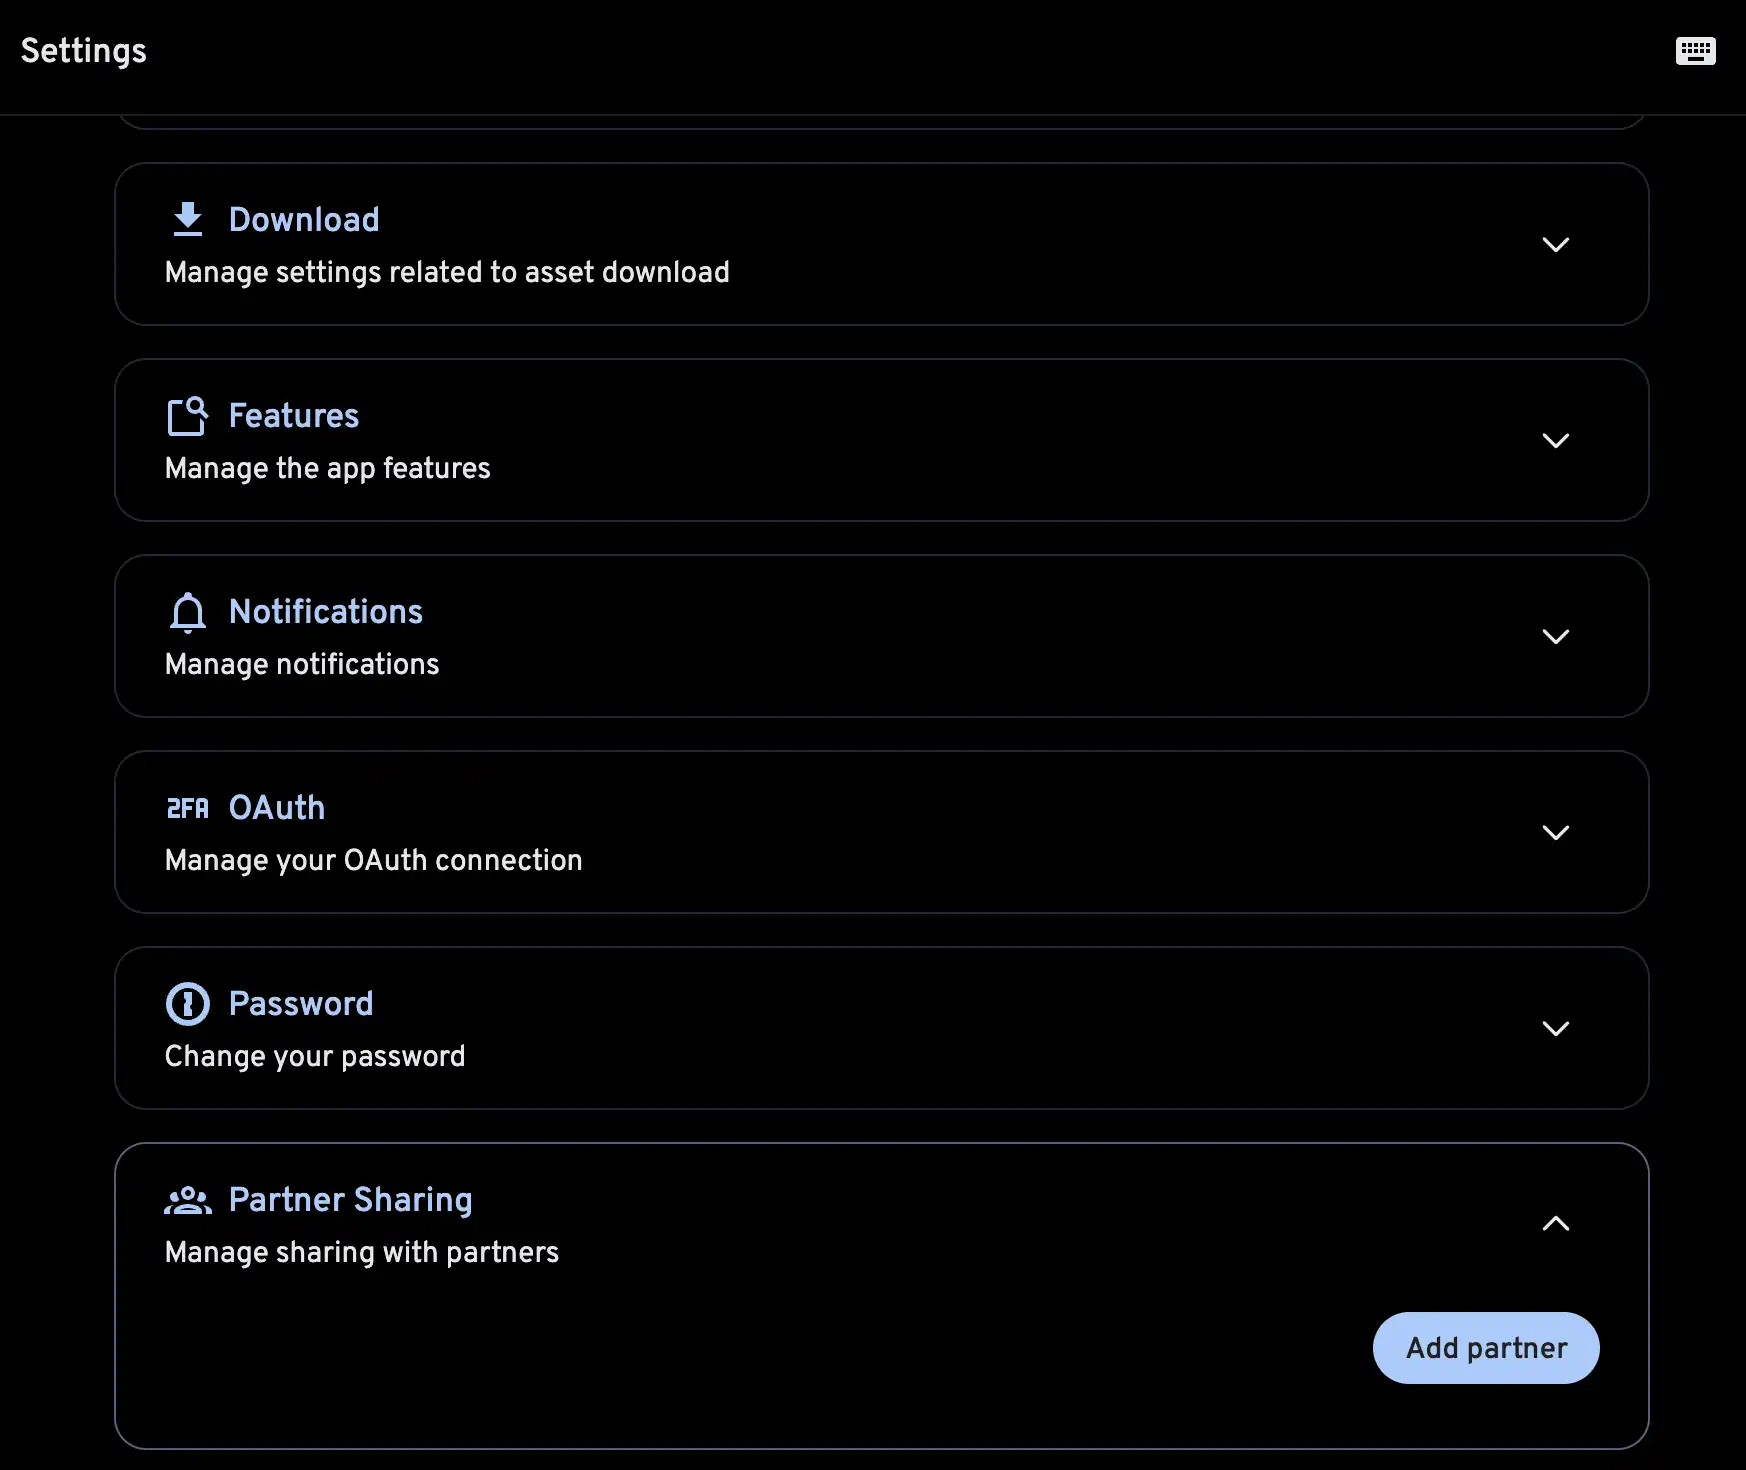 Settings
Download
Manage settings related to asset download
Features
Manage the app features
Notifications
Manage notifications
2FA OAuth
Manage your OAuth connection
Password
Change your password
Partner Sharing
Manage sharing with partners
Add partner